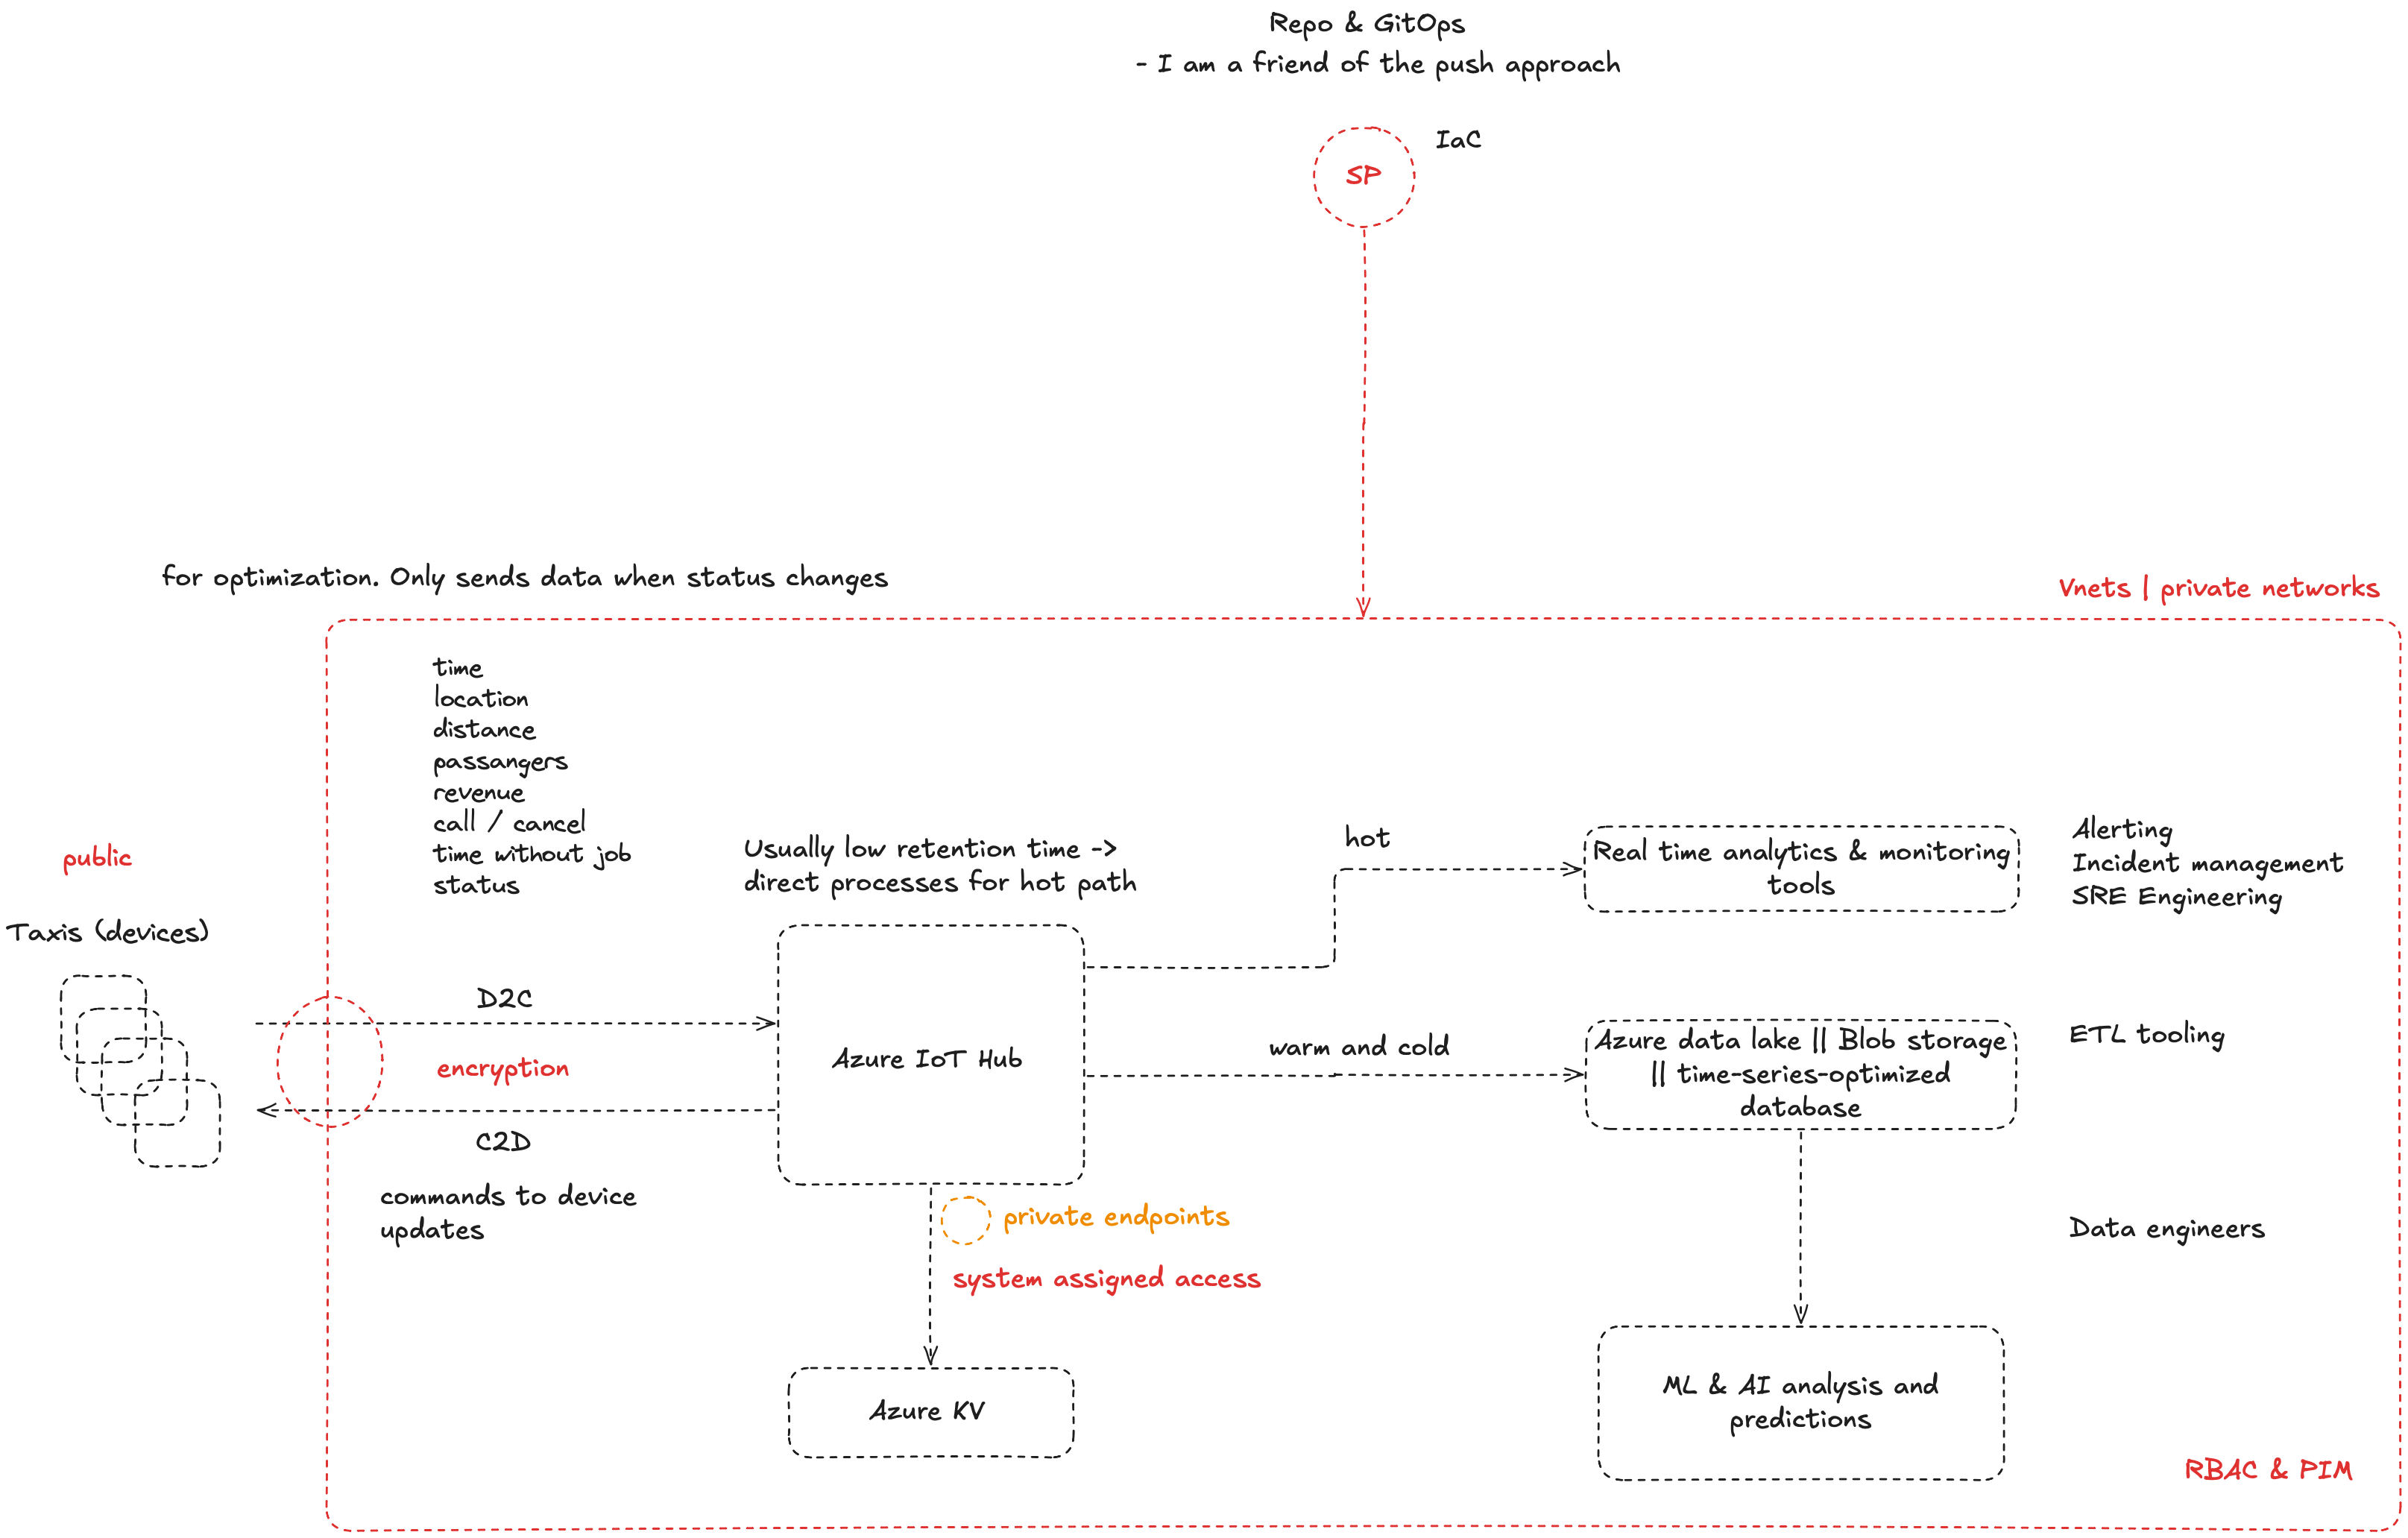 Repo & GitOps
- I am a friend of the push approach
IaC
SP
for optimization. Only sends data when status changes
Vnets | private networks
time
location
distance
passangers
revenue
call / cancel
time without job
status
public
Taxis (devices)
Usually low retention time ->
direct processes for hot path
hot
Real time analytics & monitoring
tools
Alerting
Incident management
SRE Engineering
D2C
encryption
C2D
commands to device
updates
Azure IoT Hub
warm and cold
Azure data lake || Blob storage
|| time-series-optimized
database
ETL tooling
private endpoints
system assigned access
Data engineers
Azure KV
ML & AI analysis and
predictions
RBAC & PIM